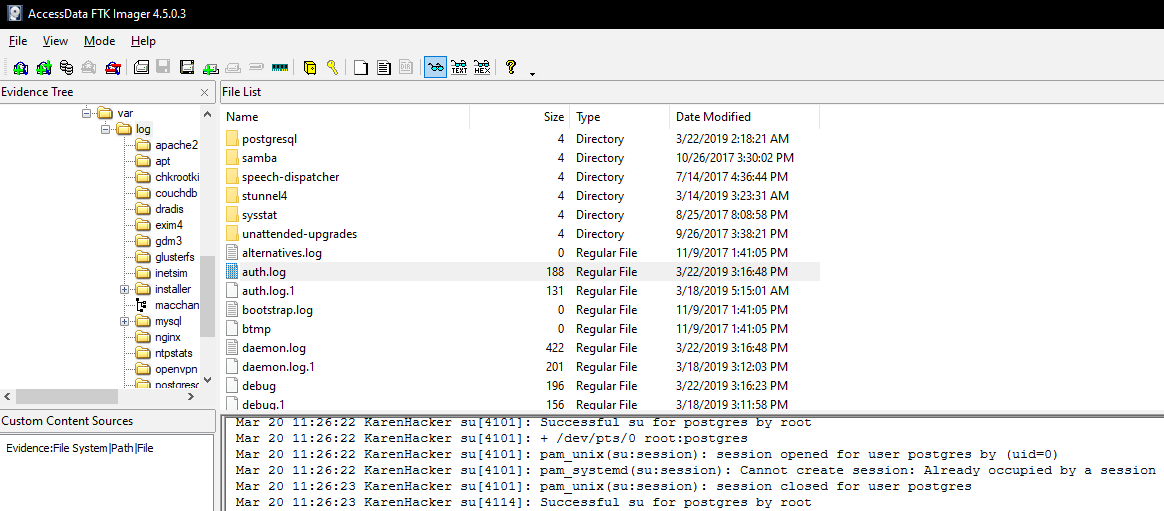 AccessData FTK Imager 4.5.0.3
File View Mode Help
TEXT HEX
Evidence Tree
File List
var
log
apache2
apt
chkrootki
couchdb
dradis
exim4
gdm3
glusterfs
inetsim
installer
macchan
mysql
nginx
ntpstats
openvpn
postgresc
Name Size Type Date Modified
postgresql 4 Directory 3/22/2019 2:18:21 AM
samba 4 Directory 10/26/2017 3:30:02 PM
speech-dispatcher 4 Directory 7/14/2017 4:36:44 PM
stunnel4 4 Directory 3/14/2019 3:23:31 AM
sysstat 4 Directory 8/25/2017 8:08:58 PM
unattended-upgrades 4 Directory 9/26/2017 3:38:21 PM
alternatives.log 0 Regular File 11/9/2017 1:41:05 PM
auth.log 188 Regular File 3/22/2019 3:16:48 PM
auth.log.1 131 Regular File 3/18/2019 5:15:01 AM
bootstrap.log 0 Regular File 11/9/2017 1:41:05 PM
btmp 0 Regular File 11/9/2017 1:41:05 PM
daemon.log 422 Regular File 3/22/2019 3:16:48 PM
daemon.log.1 201 Regular File 3/18/2019 3:12:03 PM
debug 196 Regular File 3/22/2019 3:16:23 PM
debug.1 156 Regular File 3/18/2019 3:11:58 PM
Custom Content Sources
Evidence:File System|Path|File
Mar 20 11:26:22 KarenHacker su[4101]: Successful su for postgres by root
Mar 20 11:26:22 KarenHacker su[4101]: + /dev/pts/0 root:postgres
Mar 20 11:26:22 KarenHacker su[4101]: pam_unix(su:session): session opened for user postgres by (uid=0)
Mar 20 11:26:22 KarenHacker su[4101]: pam_systemd(su:session): Cannot create session: Already occupied by a session
Mar 20 11:26:23 KarenHacker su[4101]: pam_unix(su:session): session closed for user postgres
Mar 20 11:26:23 KarenHacker su[4114]: Successful su for postgres by root